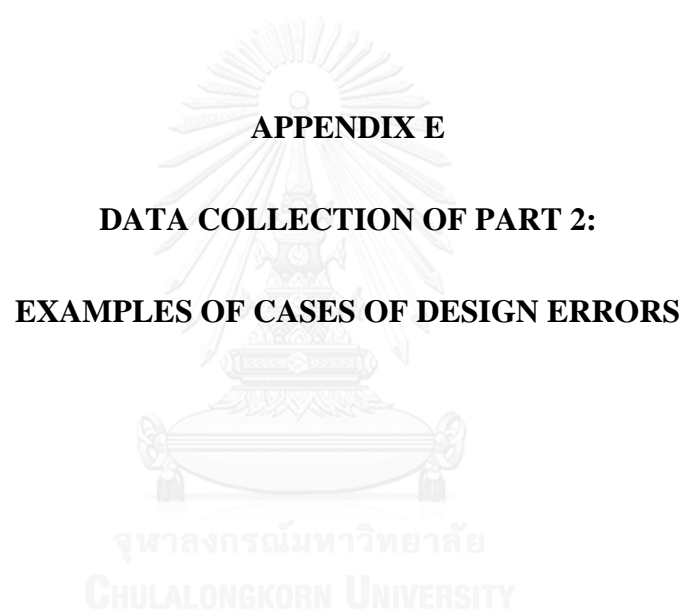 APPENDIX E
DATA COLLECTION OF PART 2:
EXAMPLES OF CASES OF DESIGN ERRORS
จุฬาลงกรณ์มหาวิทยาลัย
CHULALONGKORN UNIVERSITY